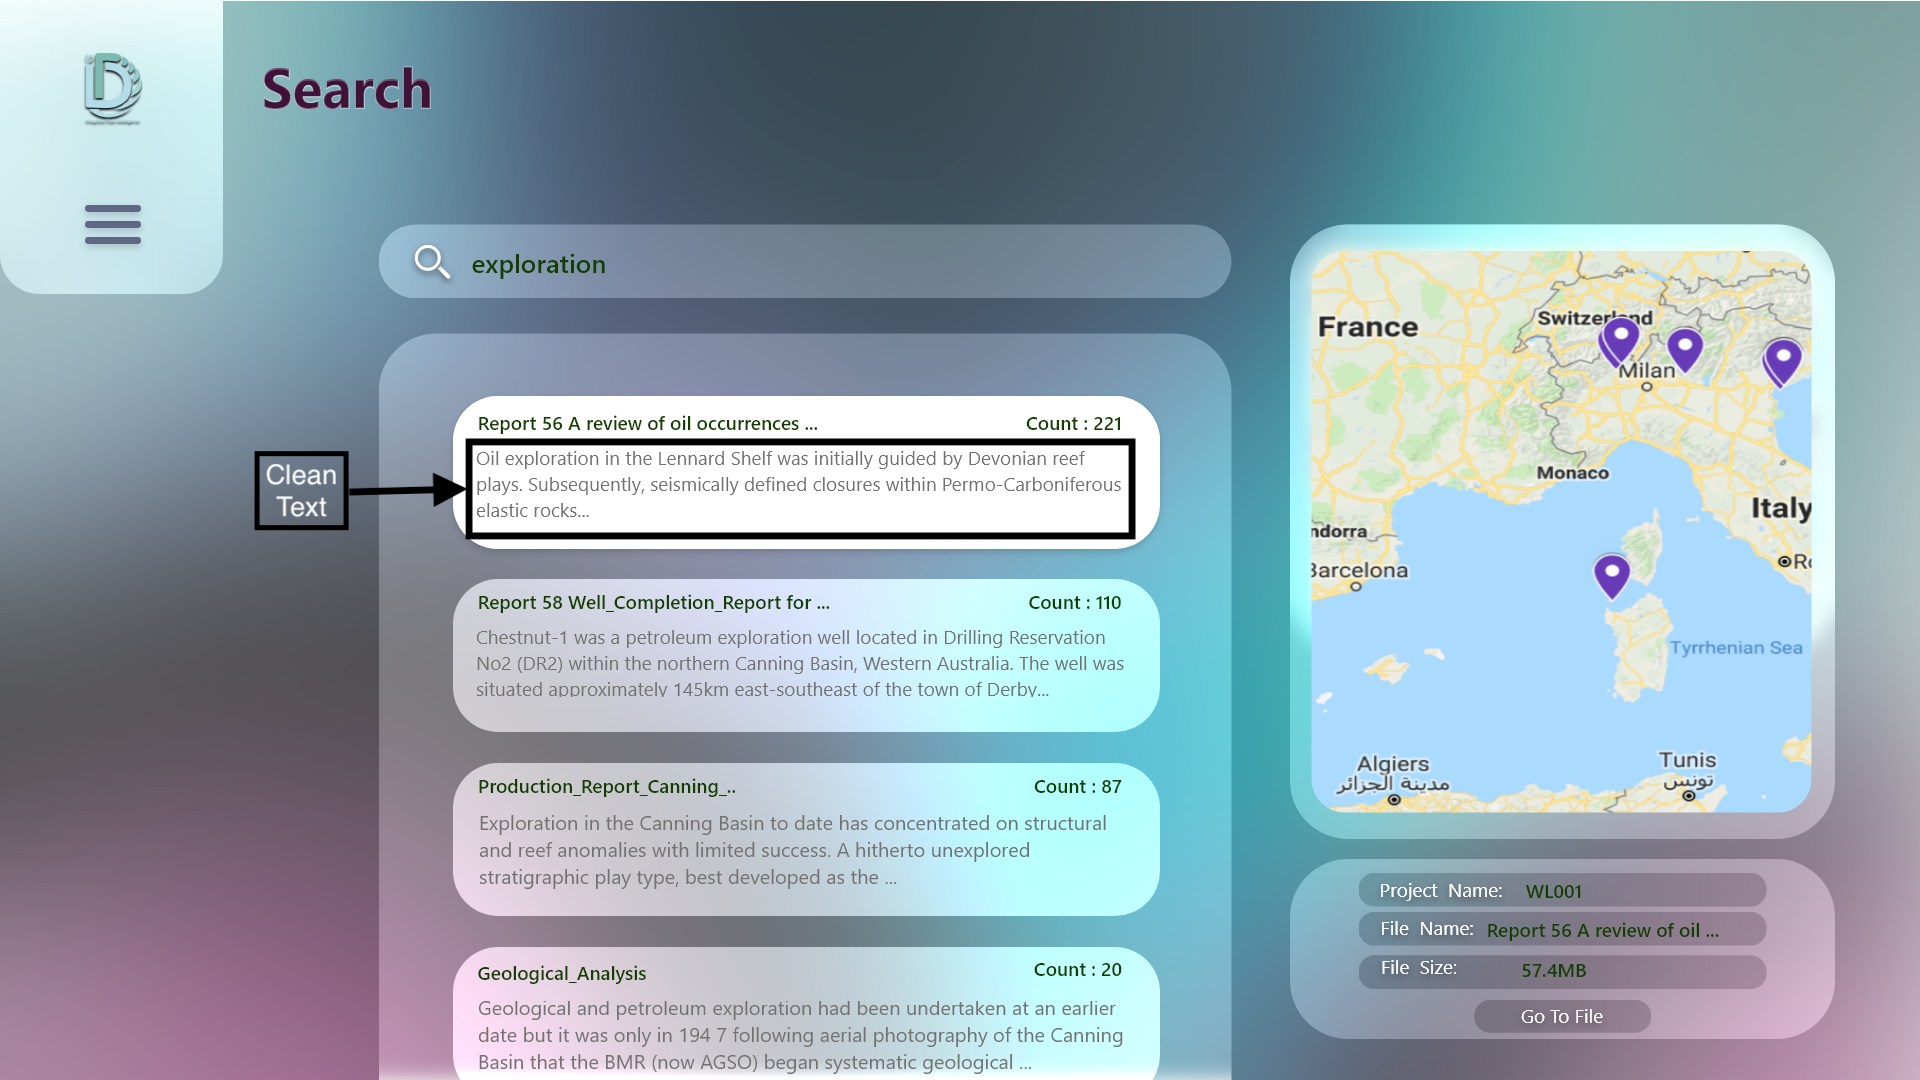 Search
exploration
Report 56 A review of oil occurrences ...
Count : 221
Clean
Text
Oil exploration in the Lennard Shelf was initially guided by Devonian reef
plays. Subsequently, seismically defined closures within Permo-Carboniferous
elastic rocks...
Report 58 Well_Completion_Report for ...
Count : 110
Chestnut-1 was a petroleum exploration well located in Drilling Reservation
No2 (DR2) within the northern Canning Basin, Western Australia. The well was
situated approximately 145km east-southeast of the town of Derby...
Production_Report_Canning_..
Count : 87
Exploration in the Canning Basin to date has concentrated on structural
and reef anomalies with limited success. A hitherto unexplored
stratigraphic play type, best developed as the ...
Geological_Analysis
Count : 20
Geological and petroleum exploration had been undertaken at an earlier
date but it was only in 194 7 following aerial photography of the Canning
Basin that the BMR (now AGSO) began systematic geological ...
France
Switzerland
Milan
Monaco
Italy
ndorra
Barcelona
Ro
Tyrrhenian Sea
Algiers
مدينة الجزائر
Tunis
تونس
Project Name: WL001
File Name: Report 56 A review of oil ...
File Size: 57.4MB
Go To File